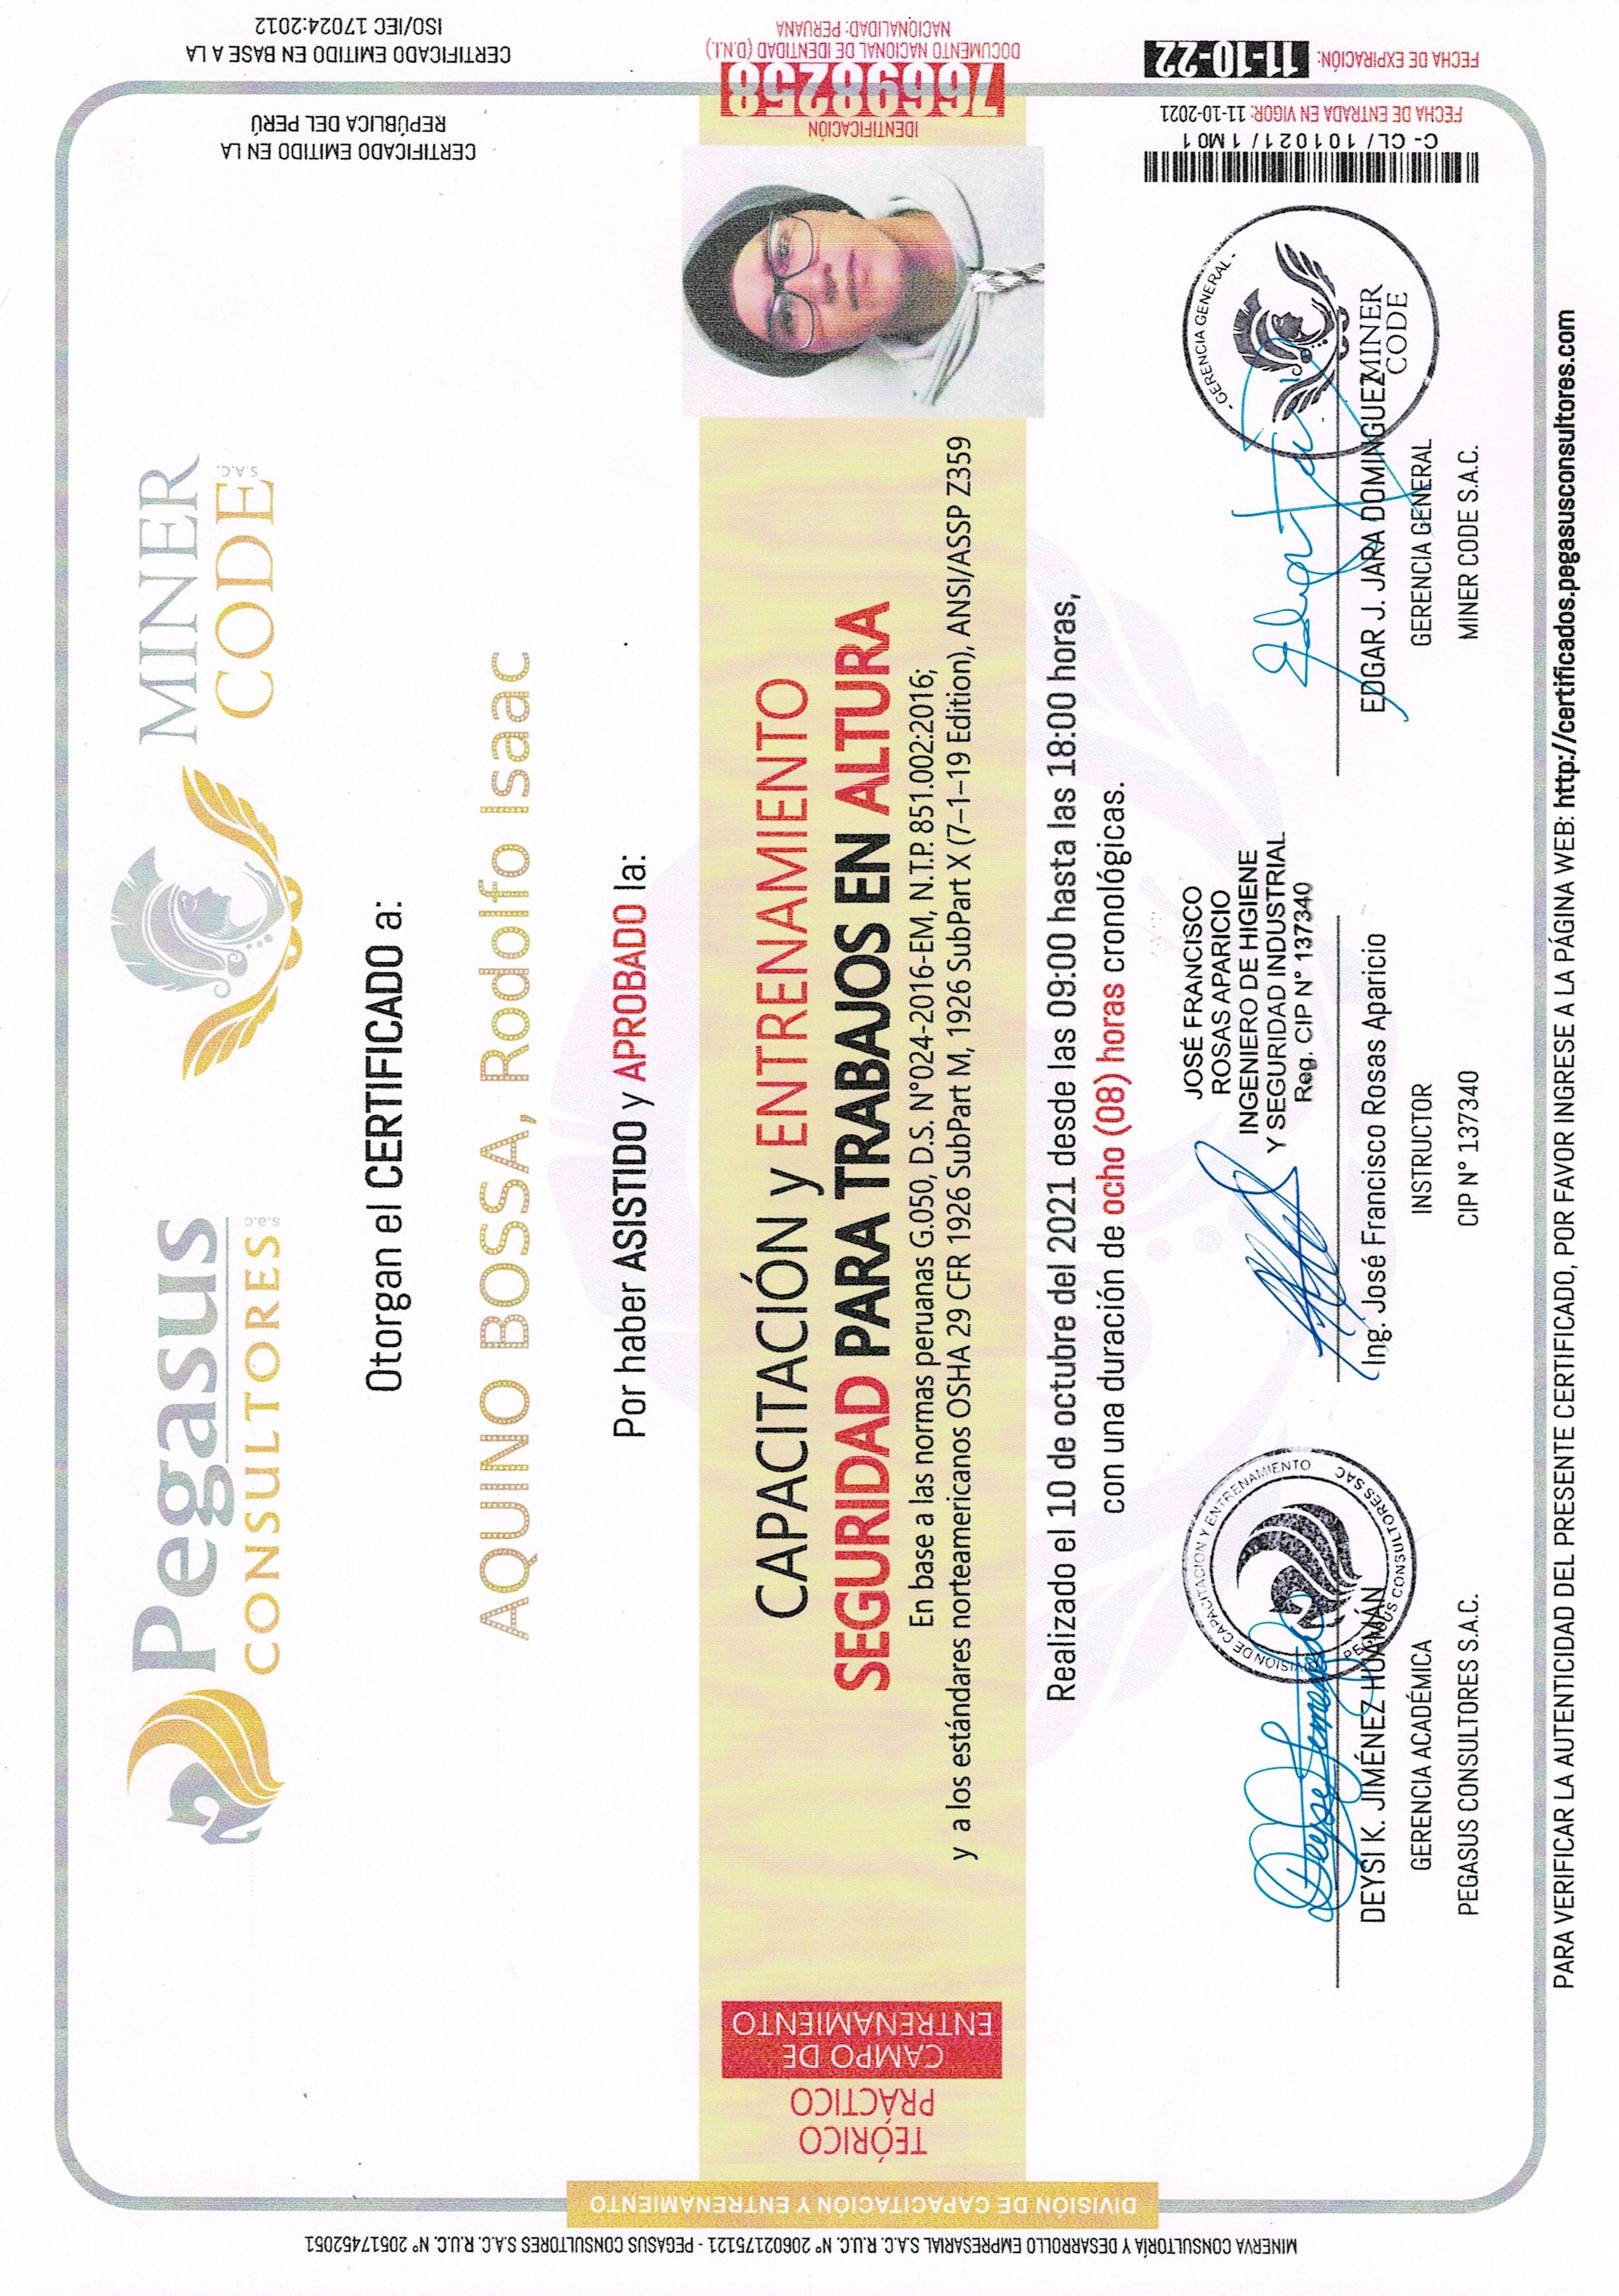 Pegasus
CONSULTORES s.a.c
MINER
CODE S.A.C.
Otorgan el CERTIFICADO a:
AQUINO BOSSA, Rodolfo Isaac
Por haber ASISTIDO y APROBADO la:
CAPACITACIÓN y ENTRENAMIENTO
SEGURIDAD PARA TRABAJOS EN ALTURA
En base a las normas peruanas G.050, D.S. N°024-2016-EM, N.T.P. 851.002:2016;
y a los estándares norteamericanos OSHA 29 CFR 1926 SubPart M, 1926 SubPart X (7–1–19 Edition), ANSI/ASSP Z359
Realizado el 10 de octubre del 2021 desde las 09:00 hasta las 18:00 horas,
con una duración de ocho (08) horas cronológicas.
MINERVA CONSULTORÍA Y DESARROLLO EMPRESARIAL S.A.C. R.U.C. N° 20602175121 - PEGASUS CONSULTORES S.A.C. R.U.C. N° 20517452051
DIVISIÓN DE CAPACITACIÓN Y ENTRENAMIENTO
TEÓRICO
PRÁCTICO
CAMPO DE
ENTRENAMIENTO
CERTIFICADO EMITIDO EN LA
REPÚBLICA DEL PERÚ
CERTIFICADO EMITIDO EN BASE A LA
ISO/IEC 17024:2012
IDENTIFICACIÓN
76698258
DOCUMENTO NACIONAL DE IDENTIDAD (D.N.I.)
NACIONALIDAD: PERUANA
DIVISIÓN DE CAPACITACIÓN Y ENTRENAMIENTO
PEGASUS CONSULTORES SAC
DEYSI K. JIMÉNEZ HUAMÁN
GERENCIA ACADÉMICA
PEGASUS CONSULTORES S.A.C.
JOSÉ FRANCISCO
ROSAS APARICIO
INGENIERO DE HIGIENE
Y SEGURIDAD INDUSTRIAL
Reg. CIP N° 137340
Ing. José Francisco Rosas Aparicio
INSTRUCTOR
CIP N° 137340
- GERENCIA GENERAL -
MINER
CODE
EDGAR J. JARA DOMINGUEZ
GERENCIA GENERAL
MINER CODE S.A.C.
C- CL/ 101021/ 1M01
FECHA DE ENTRADA EN VIGOR: 11-10-2021
FECHA DE EXPIRACIÓN: 11-10-22
PARA VERIFICAR LA AUTENTICIDAD DEL PRESENTE CERTIFICADO, POR FAVOR INGRESE A LA PÁGINA WEB: http://certificados.pegasusconsultores.com